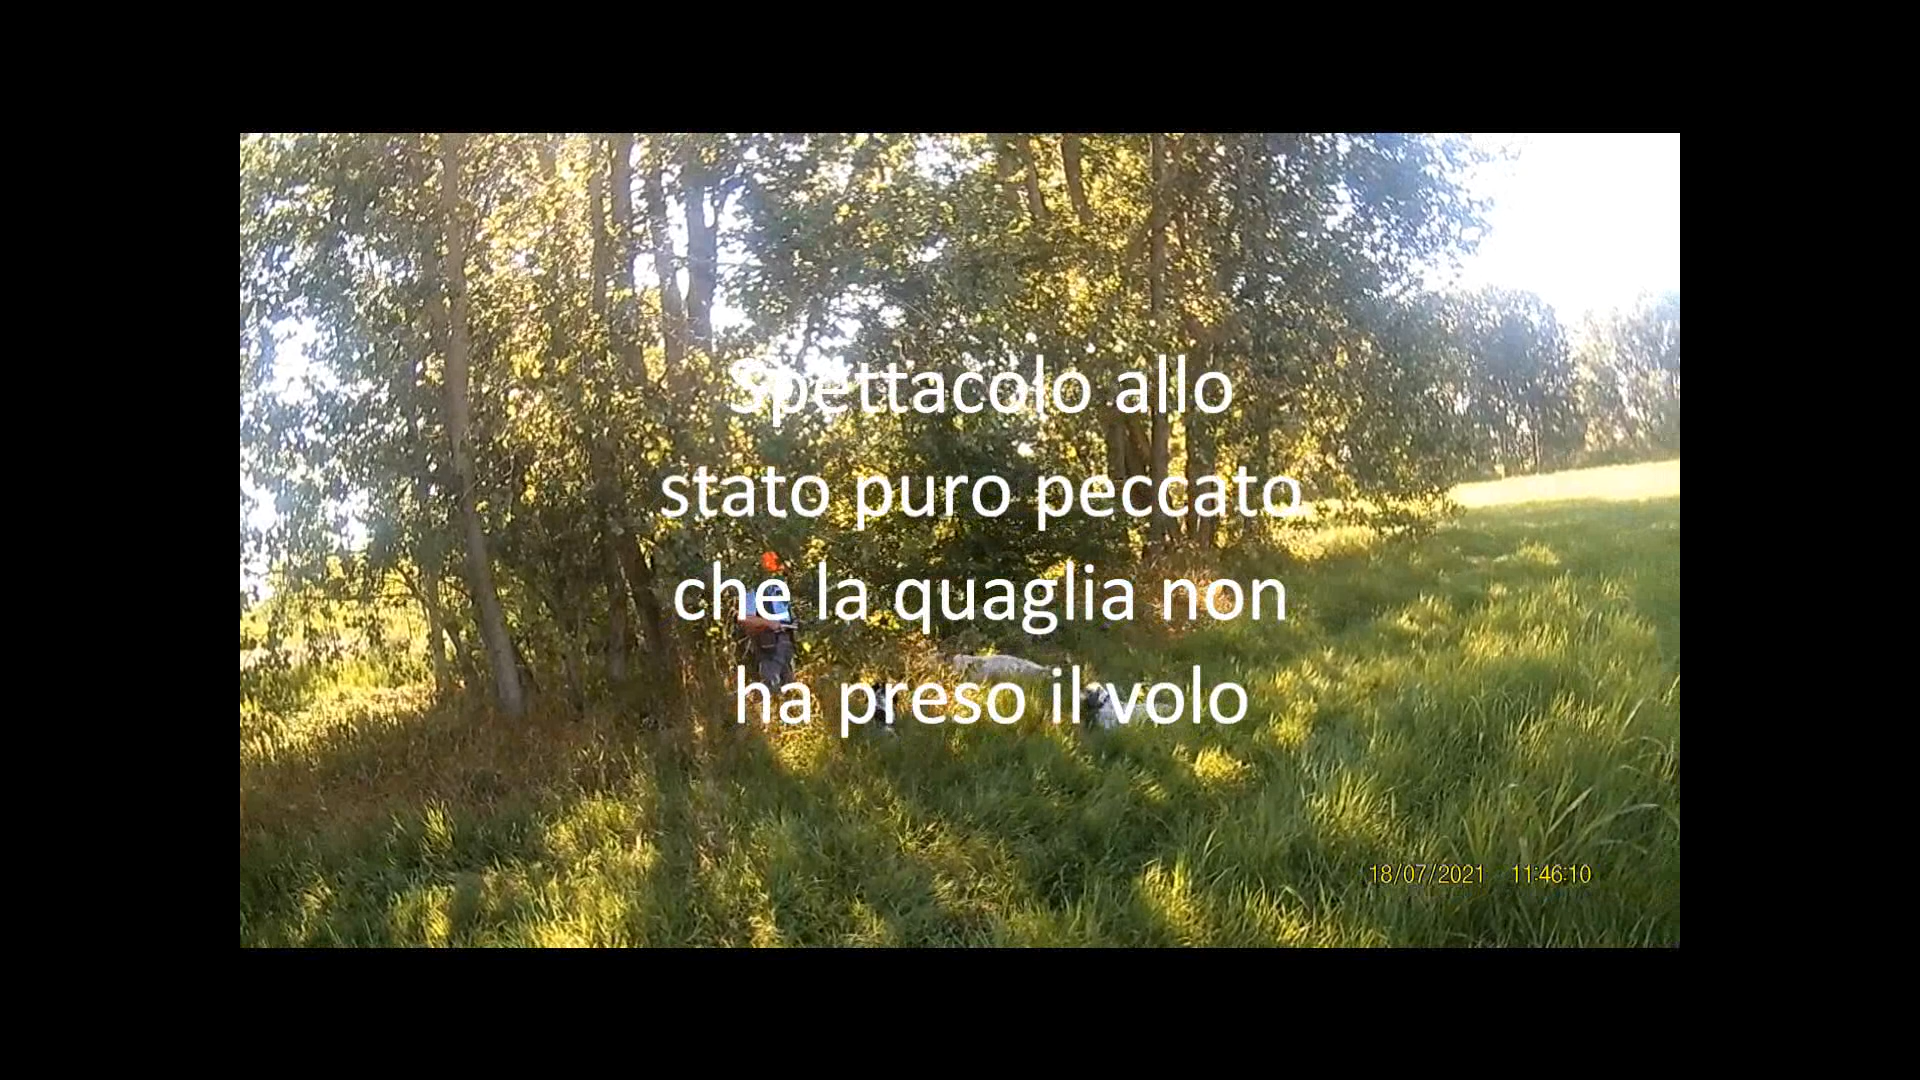 Spettacolo allo
stato puro peccato
che la quaglia non
ha preso il volo
18/07/2021 11:46:10